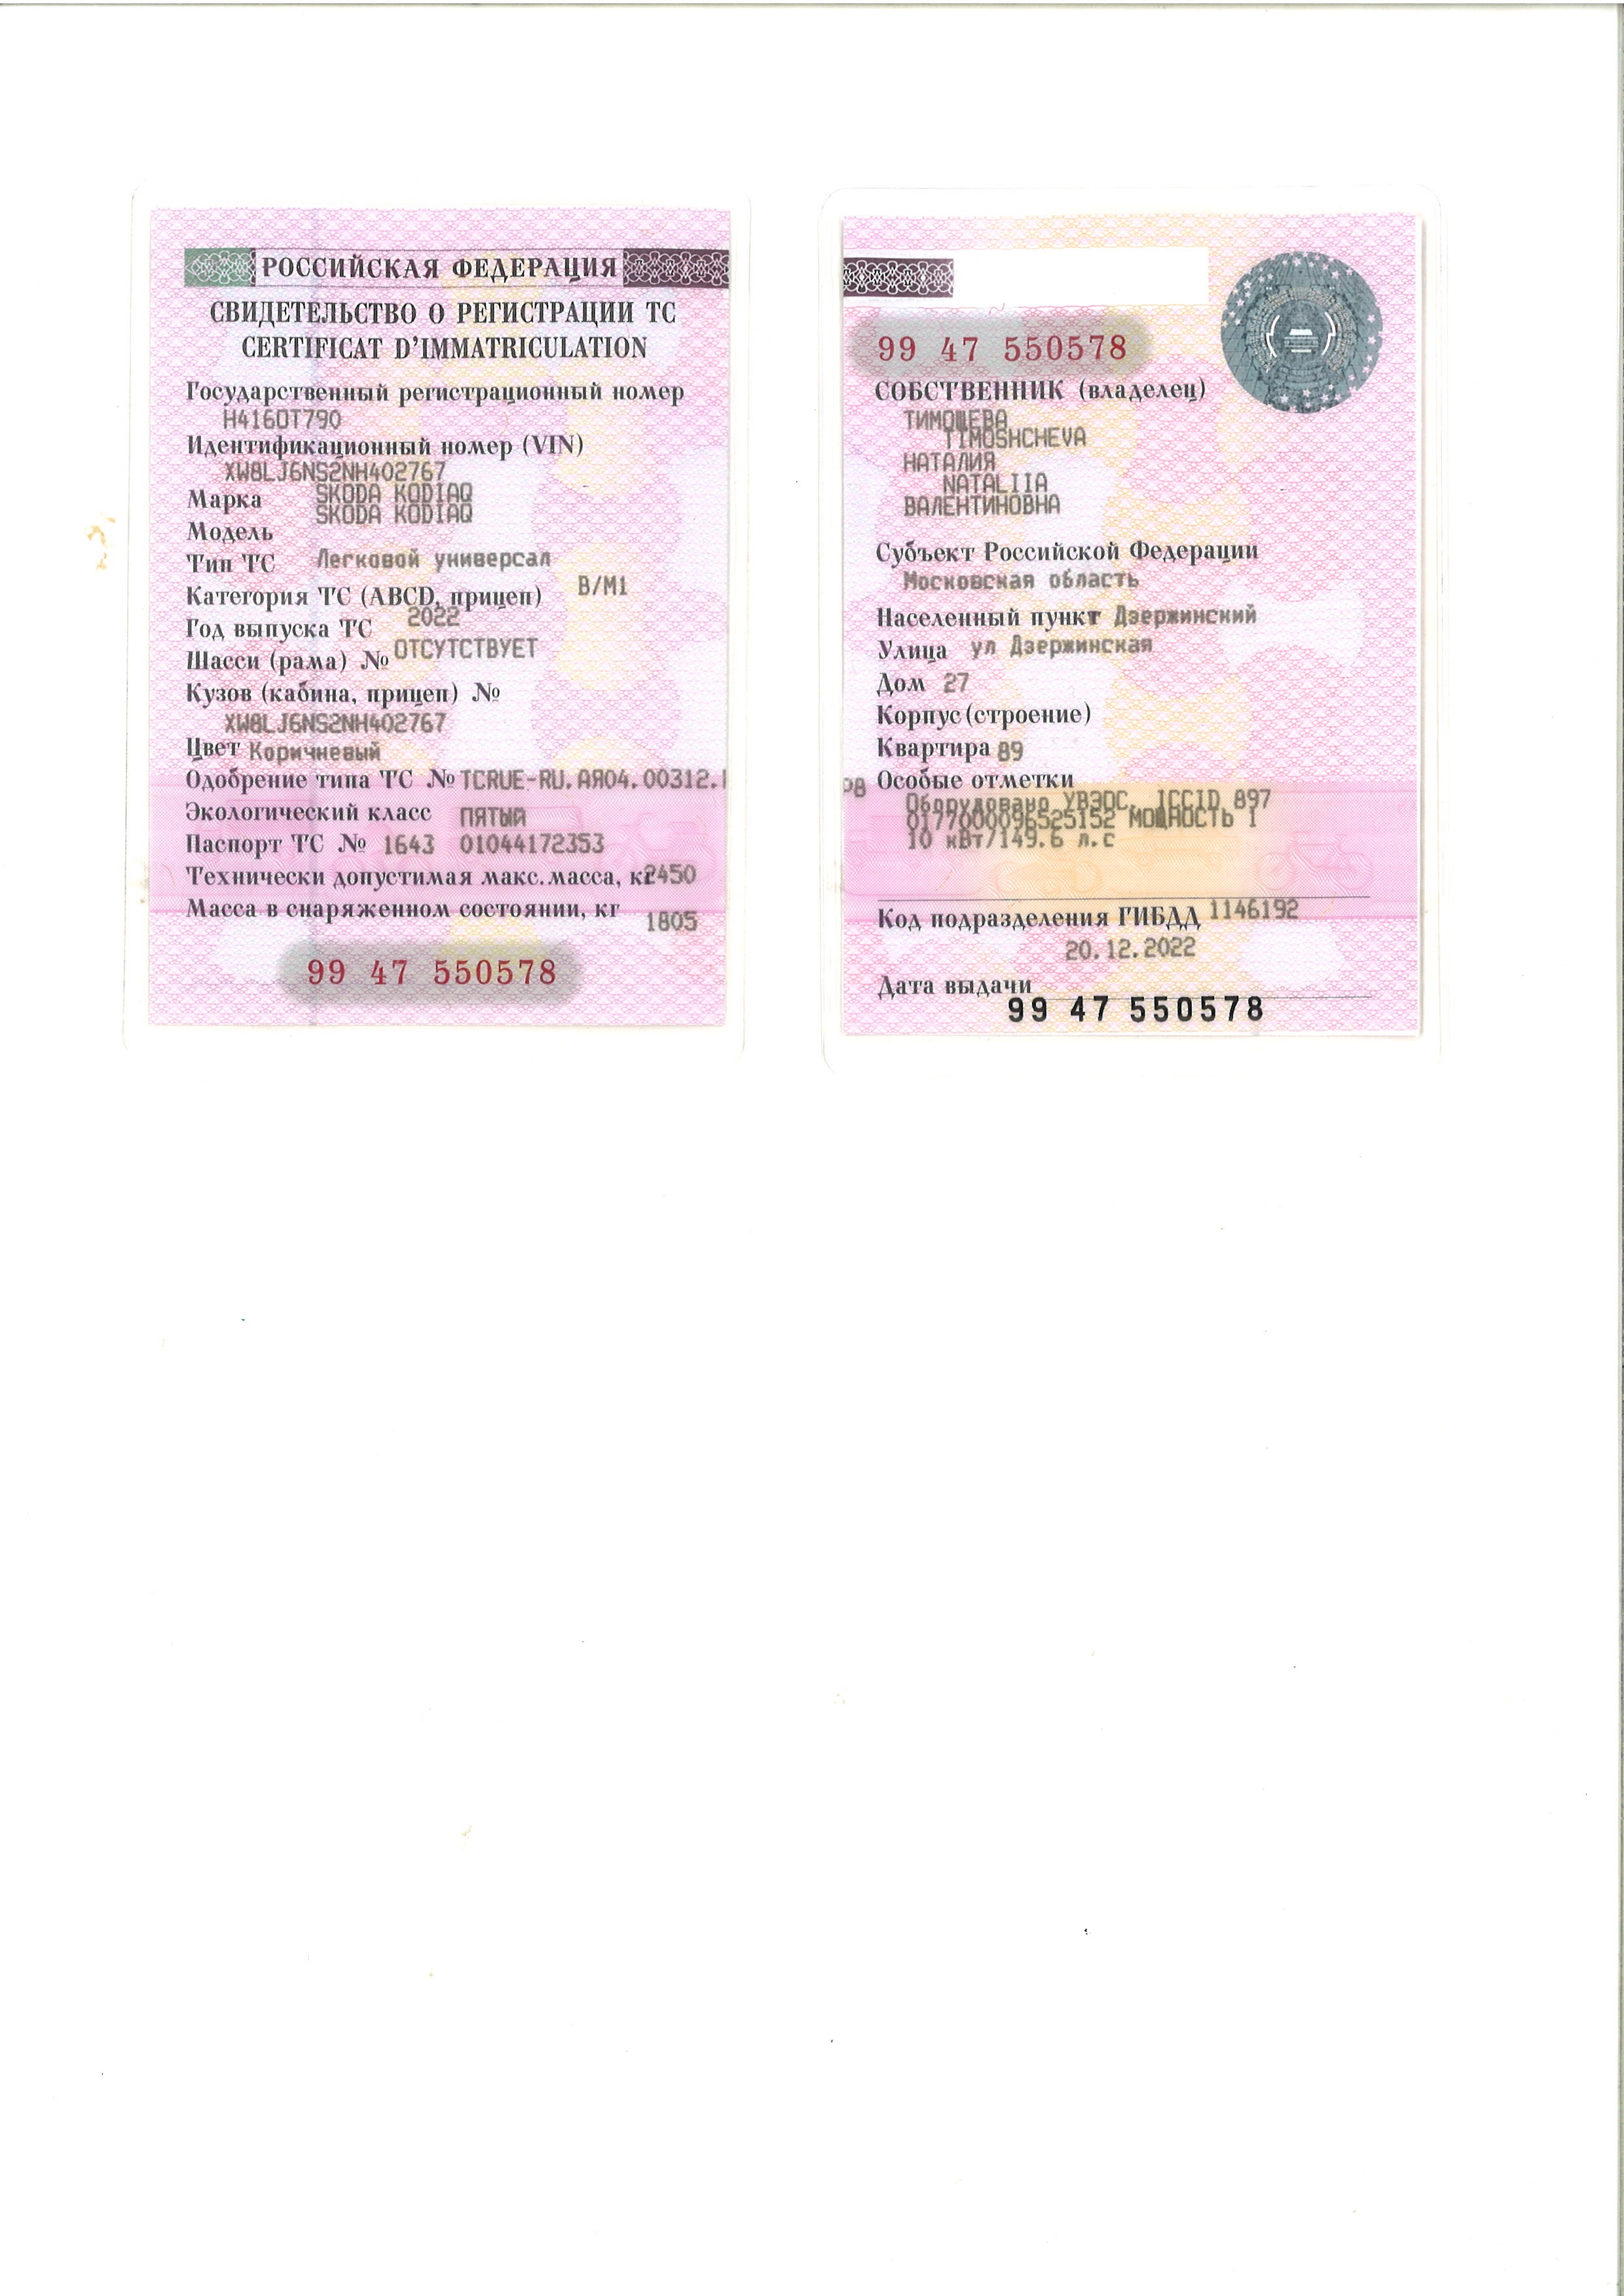 РОССИЙСКАЯ ФЕДЕРАЦИЯ
СВИДЕТЕЛЬСТВО О РЕГИСТРАЦИИ ТС
CERTIFICAT D'IMMATRICULATION
Государственный регистрационный номер
Н416ОТ790
Идентификационный номер (VIN)
XW8LJ6NS2NH402767
Марка SKODA KODIAQ
SKODA KODIAQ
Модель
Тип ТС Легковой универсал
Категория ТС (ABCD, прицеп) B/M1
Год выпуска ТС 2022
Шасси (рама) № ОТСУТСТВУЕТ
Кузов (кабина, прицеп) №
XW8LJ6NS2NH402767
Цвет Коричневый
Одобрение типа ТС № ТСRUE-RU.АЯ04.00312.
Экологический класс ПЯТЫЙ
Паспорт ТС № 1643 01044172353
Технически допустимая макс.масса, кг 2450
Масса в снаряженном состоянии, кг 1805
99 47 550578
99 47 550578
СОБСТВЕННИК (владелец)
ТИМОЩЕВА
TIMOSHCHEVA
НАТАЛИЯ
NATALIIA
ВАЛЕНТИНОВНА
Субъект Российской Федерации
Московская область
Населенный пункт Дзержинский
Улица ул Дзержинская
Дом 27
Корпус (строение)
Квартира 89
Р8 Особые отметки
Оборудовано УВЭОС, ICCID 897
0177000096525152 МОЩНОСТЬ 1
10 кВт/149.6 л.с
Код подразделения ГИБДД 1146192
20.12.2022
Дата выдачи
99 47 550578